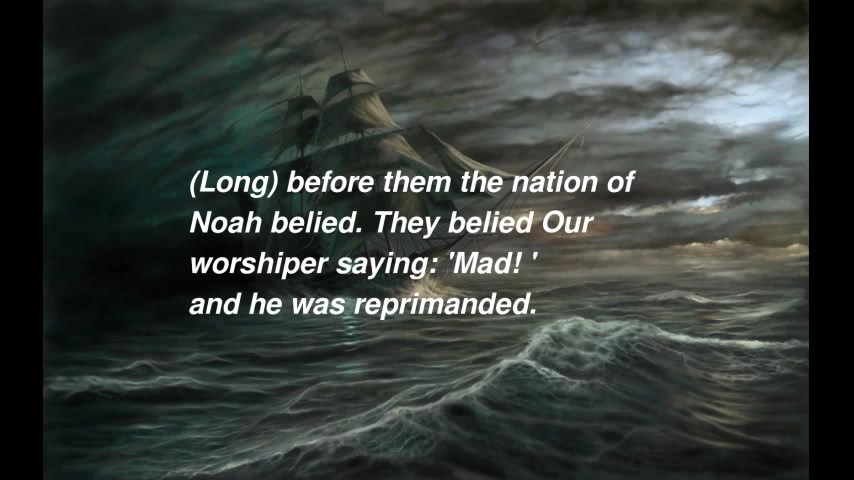 (Long) before them the nation of
Noah belied. They belied Our
worshiper saying: 'Mad! '
and he was reprimanded.